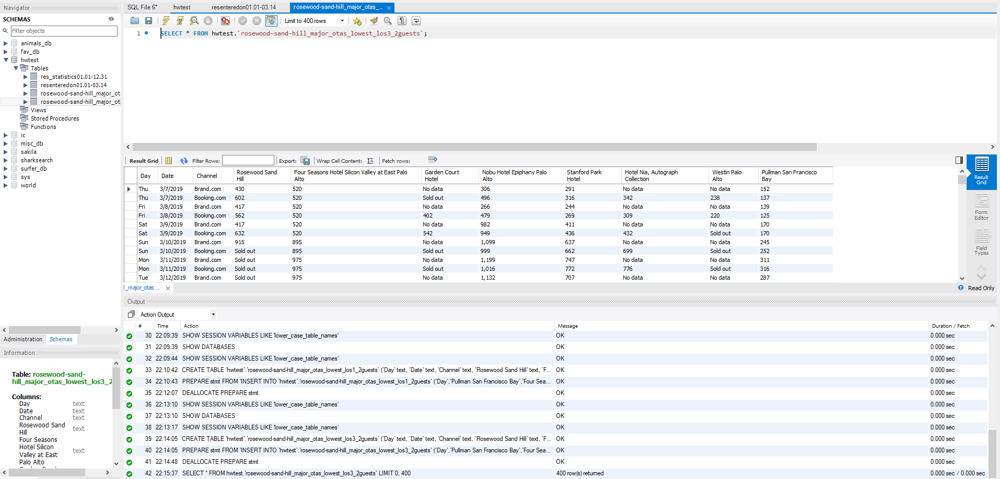 Navigator
SCHEMAS
Filter objects
animals_db
fav_db
hwtest
Tables
res_statistics01.01-12.31
resenteredon01.01-03.14
rosewood-sand-hill_major_ot
rosewood-sand-hill_major_ot
Views
Stored Procedures
Functions
ic
misc_db
sakila
sharksearch
surfer_db
sys
world
Administration Schemas
Information
Table: rosewood-sand-
hill_major_otas_lowest_los3_2
Columns:
Day text
Date text
Channel text
Rosewood Sand
Hill text
Four Seasons
Hotel Silicon
Valley at East text
Palo Alto
SQL File 6* hwtest resenteredon01.01-03.14 rosewood-sand-hill_major_otas_...
Limit to 400 rows
1 SELECT * FROM hwtest.`rosewood-sand-hill_major_otas_lowest_los3_2guests`;
Result Grid Filter Rows: Export: Wrap Cell Content: Fetch rows:
Day Date Channel Rosewood Sand Hill Four Seasons Hotel Silicon Valley at East Palo Alto Garden Court Hotel Nobu Hotel Epiphany Palo Alto Stanford Park Hotel Hotel Nia, Autograph Collection Westin Palo Alto Pullman San Francisco Bay
Thu 3/7/2019 Brand.com 430 520 No data 306 291 No data No data 152
Thu 3/7/2019 Booking.com 602 520 Sold out 496 316 342 238 137
Fri 3/8/2019 Brand.com 417 520 No data 266 244 No data No data 139
Fri 3/8/2019 Booking.com 562 520 402 479 269 309 220 125
Sat 3/9/2019 Brand.com 417 520 No data 982 411 No data No data 170
Sat 3/9/2019 Booking.com 632 520 542 949 436 432 Sold out 170
Sun 3/10/2019 Brand.com 915 895 No data 1,099 637 No data No data 245
Sun 3/10/2019 Booking.com Sold out 895 Sold out 999 662 699 Sold out 252
Mon 3/11/2019 Brand.com Sold out 975 No data 1,199 747 No data No data 311
Mon 3/11/2019 Booking.com Sold out 975 Sold out 1,016 772 776 Sold out 316
Tue 3/12/2019 Brand.com Sold out 975 No data 1,132 707 No data No data 287
Result Grid
Form Editor
Field Types
l_major_otas ...
Read Only
Output
Action Output
# Time Action Message Duration / Fetch
30 22:09:39 SHOW SESSION VARIABLES LIKE 'lower_case_table_names' OK 0.000 sec
31 22:09:39 SHOW DATABASES OK 0.000 sec
32 22:09:44 SHOW SESSION VARIABLES LIKE 'lower_case_table_names' OK 0.000 sec
33 22:10:42 CREATE TABLE `hwtest`.`rosewood-sand-hill_major_otas_lowest_los1_2guests` (`Day` text, `Date` text, `Channel` text, `Rosewood Sand Hill` text, `F... OK 0.000 sec
34 22:10:43 PREPARE stmt FROM 'INSERT INTO `hwtest`.`rosewood-sand-hill_major_otas_lowest_los1_2guests` (`Day`,`Pullman San Francisco Bay`,`Four Sea... OK 0.000 sec
35 22:12:07 DEALLOCATE PREPARE stmt OK 0.000 sec
36 22:13:10 SHOW SESSION VARIABLES LIKE 'lower_case_table_names' OK 0.000 sec
37 22:13:10 SHOW DATABASES OK 0.000 sec
38 22:13:17 SHOW SESSION VARIABLES LIKE 'lower_case_table_names' OK 0.000 sec
39 22:14:05 CREATE TABLE `hwtest`.`rosewood-sand-hill_major_otas_lowest_los3_2guests` (`Day` text, `Date` text, `Channel` text, `Rosewood Sand Hill` text, `F... OK 0.000 sec
40 22:14:05 PREPARE stmt FROM 'INSERT INTO `hwtest`.`rosewood-sand-hill_major_otas_lowest_los3_2guests` (`Day`,`Pullman San Francisco Bay`,`Four Sea... OK 0.000 sec
41 22:14:48 DEALLOCATE PREPARE stmt OK 0.000 sec
42 22:15:37 SELECT * FROM hwtest.`rosewood-sand-hill_major_otas_lowest_los3_2guests` LIMIT 0, 400 400 row(s) returned 0.000 sec / 0.000 sec